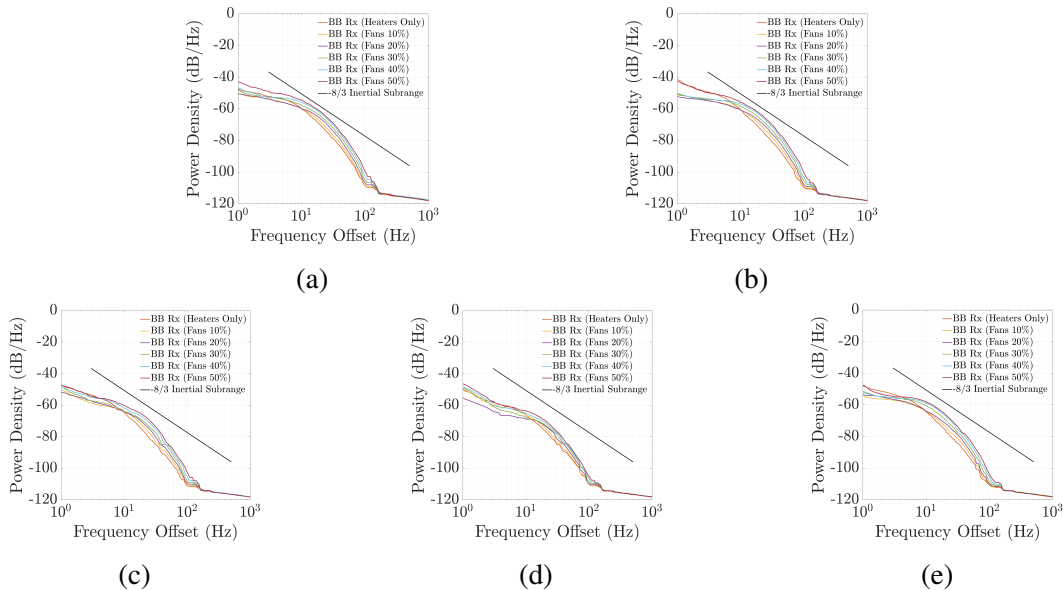 0
-20
-40
-60
-80
-100
-120
Power Density (dB/Hz)
BB Rx (Heaters Only)
BB Rx (Fans 10%)
BB Rx (Fans 20%)
BB Rx (Fans 30%)
BB Rx (Fans 40%)
BB Rx (Fans 50%)
-8/3 Inertial Subrange
10^0 10^1 10^2 10^3
Frequency Offset (Hz)
(a)
0
-20
-40
-60
-80
-100
-120
Power Density (dB/Hz)
BB Rx (Heaters Only)
BB Rx (Fans 10%)
BB Rx (Fans 20%)
BB Rx (Fans 30%)
BB Rx (Fans 40%)
BB Rx (Fans 50%)
-8/3 Inertial Subrange
10^0 10^1 10^2 10^3
Frequency Offset (Hz)
(b)
0
-20
-40
-60
-80
-100
-120
Power Density (dB/Hz)
BB Rx (Heaters Only)
BB Rx (Fans 10%)
BB Rx (Fans 20%)
BB Rx (Fans 30%)
BB Rx (Fans 40%)
BB Rx (Fans 50%)
-8/3 Inertial Subrange
10^0 10^1 10^2 10^3
Frequency Offset (Hz)
(c)
0
-20
-40
-60
-80
-100
-120
Power Density (dB/Hz)
BB Rx (Heaters Only)
BB Rx (Fans 10%)
BB Rx (Fans 20%)
BB Rx (Fans 30%)
BB Rx (Fans 40%)
BB Rx (Fans 50%)
-8/3 Inertial Subrange
10^0 10^1 10^2 10^3
Frequency Offset (Hz)
(d)
0
-20
-40
-60
-80
-100
-120
Power Density (dB/Hz)
BB Rx (Heaters Only)
BB Rx (Fans 10%)
BB Rx (Fans 20%)
BB Rx (Fans 30%)
BB Rx (Fans 40%)
BB Rx (Fans 50%)
-8/3 Inertial Subrange
10^0 10^1 10^2 10^3
Frequency Offset (Hz)
(e)